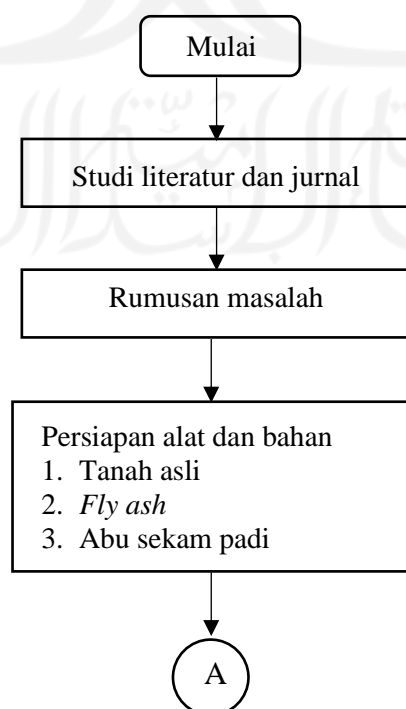 Mulai
Studi literatur dan jurnal
Rumusan masalah
Persiapan alat dan bahan
1. Tanah asli
2. Fly ash
3. Abu sekam padi
A